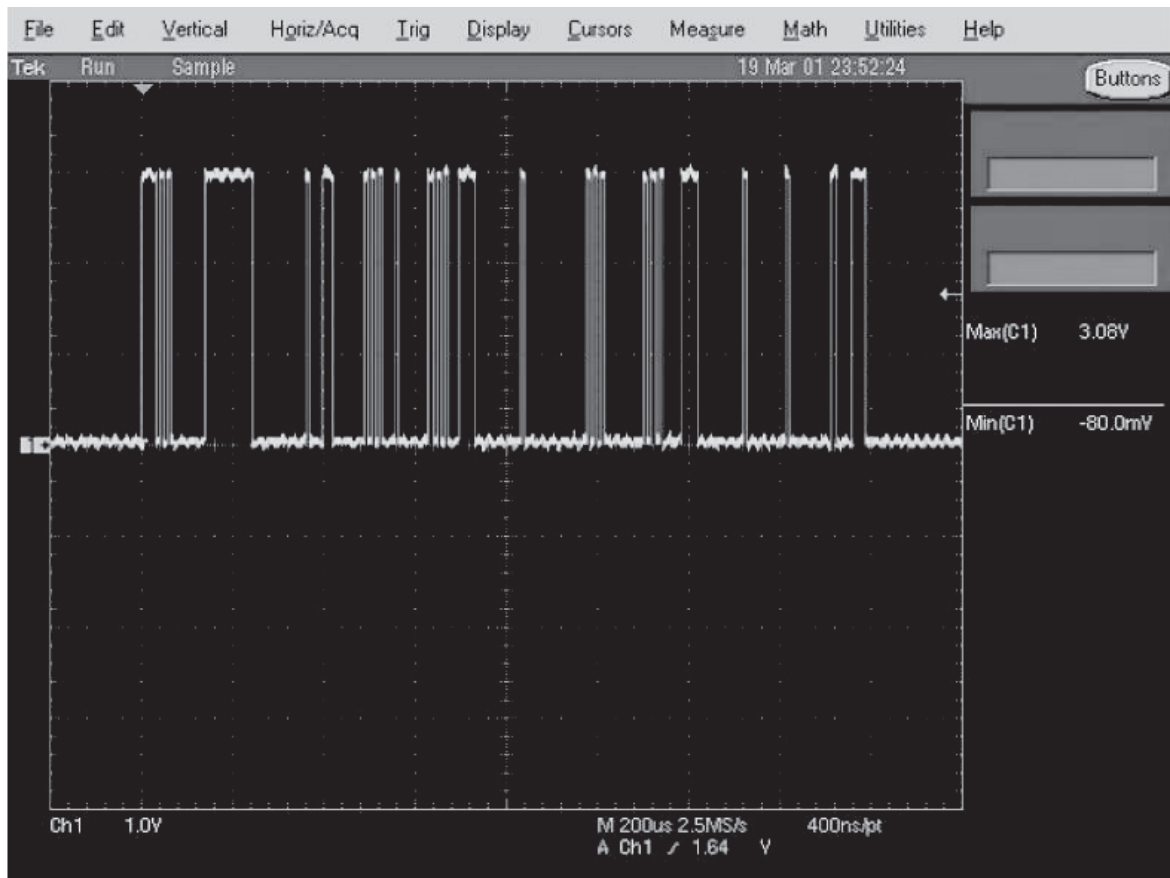 File Edit Vertical Horiz/Acq Trig Display Cursors Measure Math Utilities Help
Tek Run Sample 19 Mar 01 23:52:24
Buttons
Max(C1) 3.08V
1
Min(C1) -80.0mV
Ch1 1.0V M 200us 2.5MS/s 400ns/pt
A Ch1 / 1.64 V